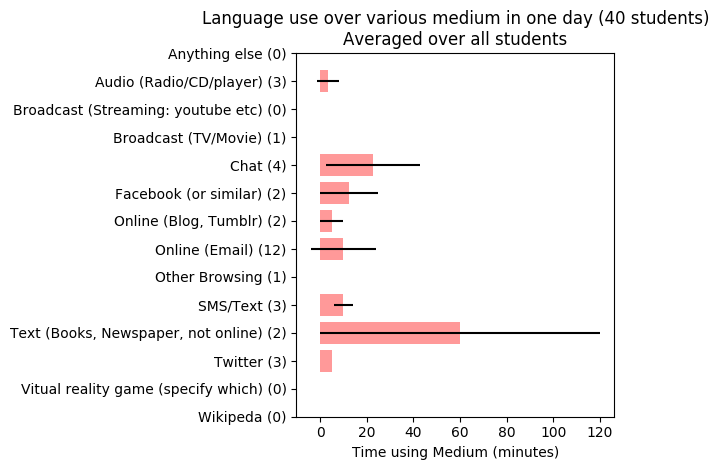 Language use over various medium in one day (40 students)
Averaged over all students
Anything else (0)
Audio (Radio/CD/player) (3)
Broadcast (Streaming: youtube etc) (0)
Broadcast (TV/Movie) (1)
Chat (4)
Facebook (or similar) (2)
Online (Blog, Tumblr) (2)
Online (Email) (12)
Other Browsing (1)
SMS/Text (3)
Text (Books, Newspaper, not online) (2)
Twitter (3)
Vitual reality game (specify which) (0)
Wikipeda (0)
0 20 40 60 80 100 120
Time using Medium (minutes)